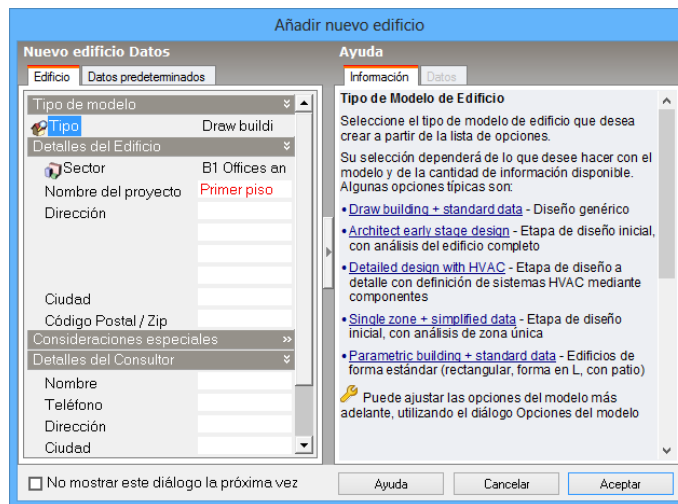 Añadir nuevo edificio
Nuevo edificio Datos
Edificio Datos predeterminados
Tipo de modelo
Tipo Draw buildi
Detalles del Edificio
Sector B1 Offices an
Nombre del proyecto Primer piso
Dirección
Ciudad
Código Postal / Zip
Consideraciones especiales
Detalles del Consultor
Nombre
Teléfono
Dirección
Ciudad
No mostrar este diálogo la próxima vez
Ayuda
Información Datos
Tipo de Modelo de Edificio
Seleccione el tipo de modelo de edificio que desea
crear a partir de la lista de opciones.
Su selección dependerá de lo que desee hacer con el
modelo y de la cantidad de información disponible.
Algunas opciones típicas son:
• Draw building + standard data - Diseño genérico
• Architect early stage design - Etapa de diseño inicial,
con análisis del edificio completo
• Detailed design with HVAC - Etapa de diseño a
detalle con definición de sistemas HVAC mediante
componentes
• Single zone + simplified data - Etapa de diseño
inicial, con análisis de zona única
• Parametric building + standard data - Edificios de
forma estándar (rectangular, forma en L, con patio)
Puede ajustar las opciones del modelo más
adelante, utilizando el diálogo Opciones del modelo
Ayuda Cancelar Aceptar